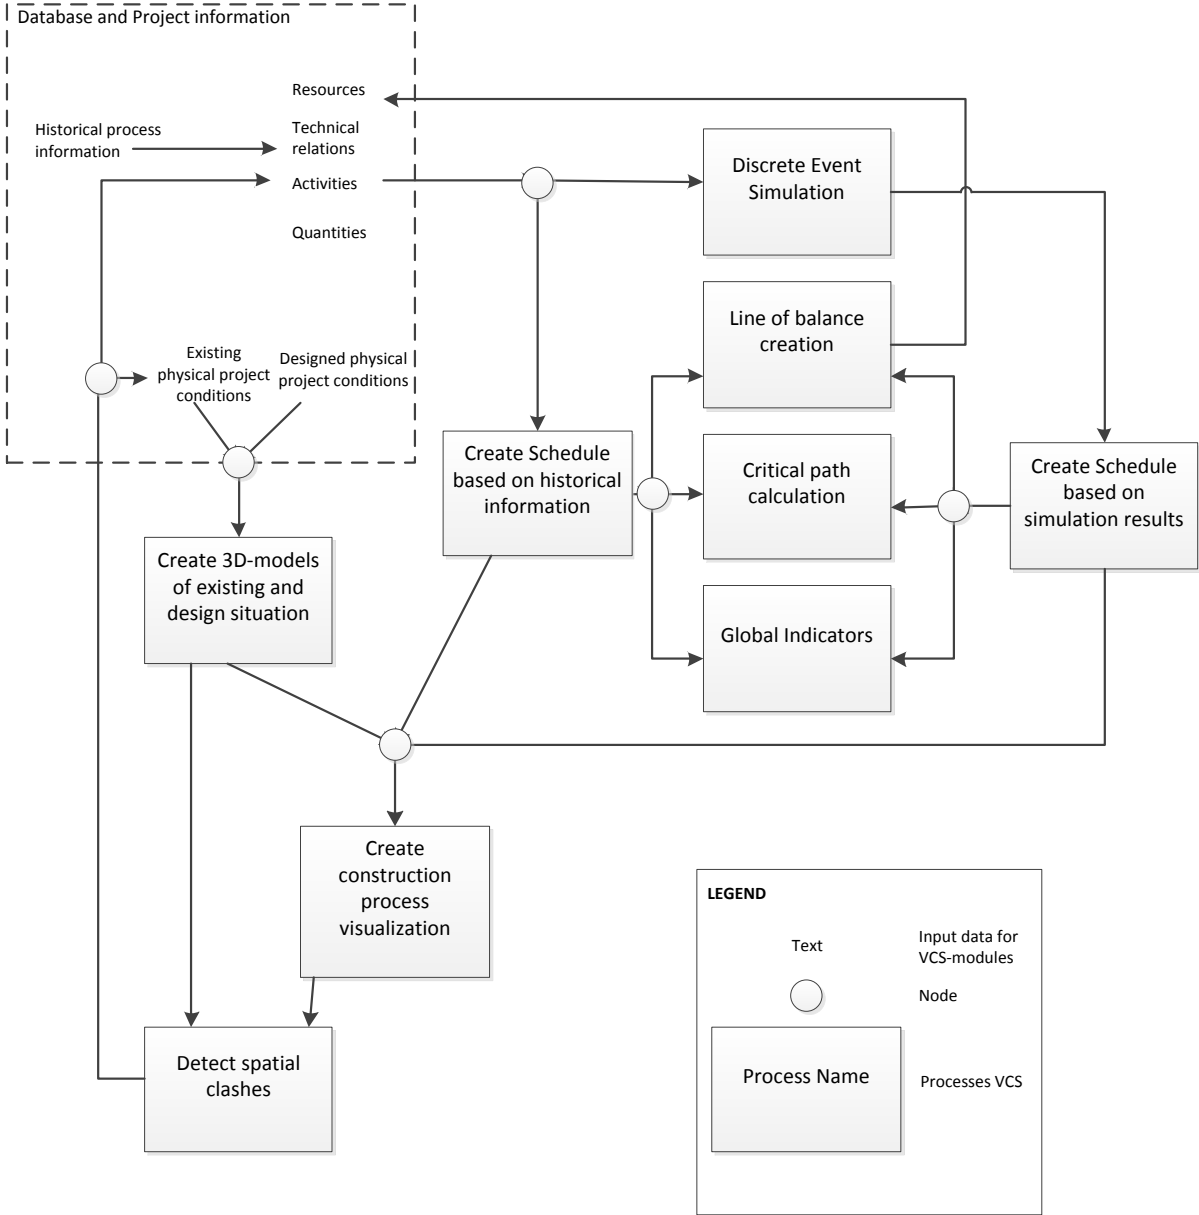 Database and Project information
Resources
Historical process
information
Technical
relations
Activities
Quantities
Existing
physical project
conditions
Designed physical
project conditions
Discrete Event
Simulation
Line of balance
creation
Create Schedule
based on historical
information
Critical path
calculation
Create Schedule
based on
simulation results
Create 3D-models
of existing and
design situation
Global Indicators
Create
construction
process
visualization
Detect spatial
clashes
LEGEND
Text
Input data for
VCS-modules
Node
Process Name
Processes VCS